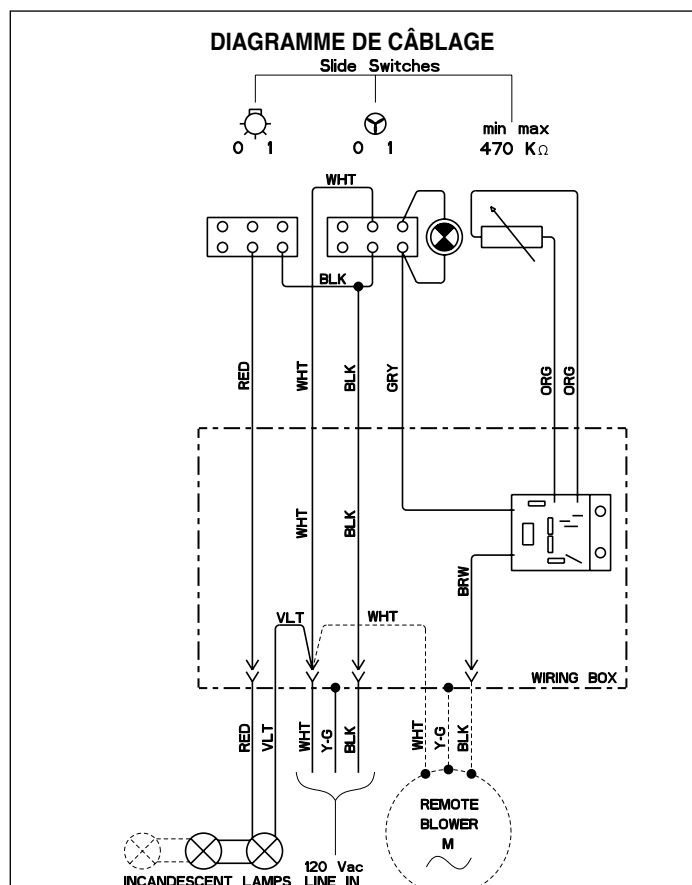 DIAGRAMME DE CÂBLAGE
Slide Switches
0 1
0 1
min max
470 KΩ
WHT
BLK
RED
WHT
BLK
GRY
ORG
ORG
WHT
BLK
BRW
VLT
WHT
WIRING BOX
RED
VLT
WHT
Y-G
BLK
WHT
Y-G
BLK
REMOTE
BLOWER
M
INCANDESCENT LAMPS
120 Vac
LINE IN